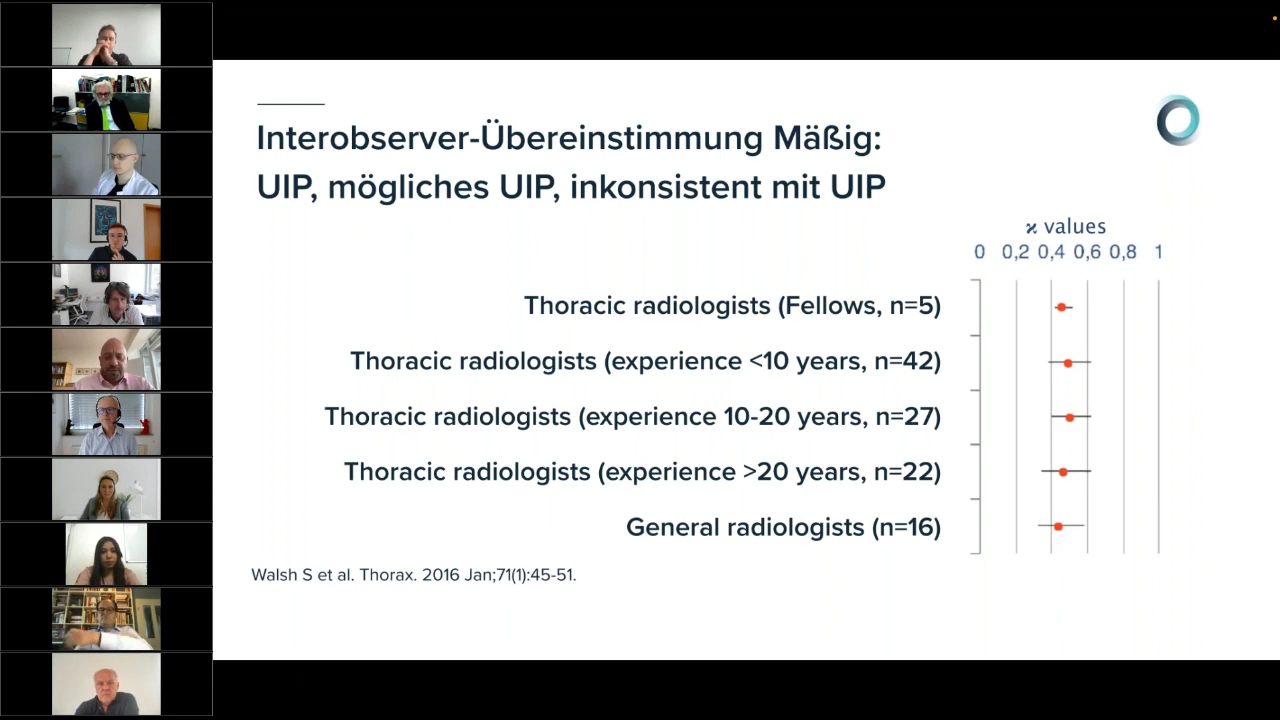 Interobserver-Übereinstimmung Mäßig:
UIP, mögliches UIP, inkonsistent mit UIP
ϰ values
0 0,2 0,4 0,6 0,8 1
Thoracic radiologists (Fellows, n=5)
Thoracic radiologists (experience <10 years, n=42)
Thoracic radiologists (experience 10-20 years, n=27)
Thoracic radiologists (experience >20 years, n=22)
General radiologists (n=16)
Walsh S et al. Thorax. 2016 Jan;71(1):45-51.